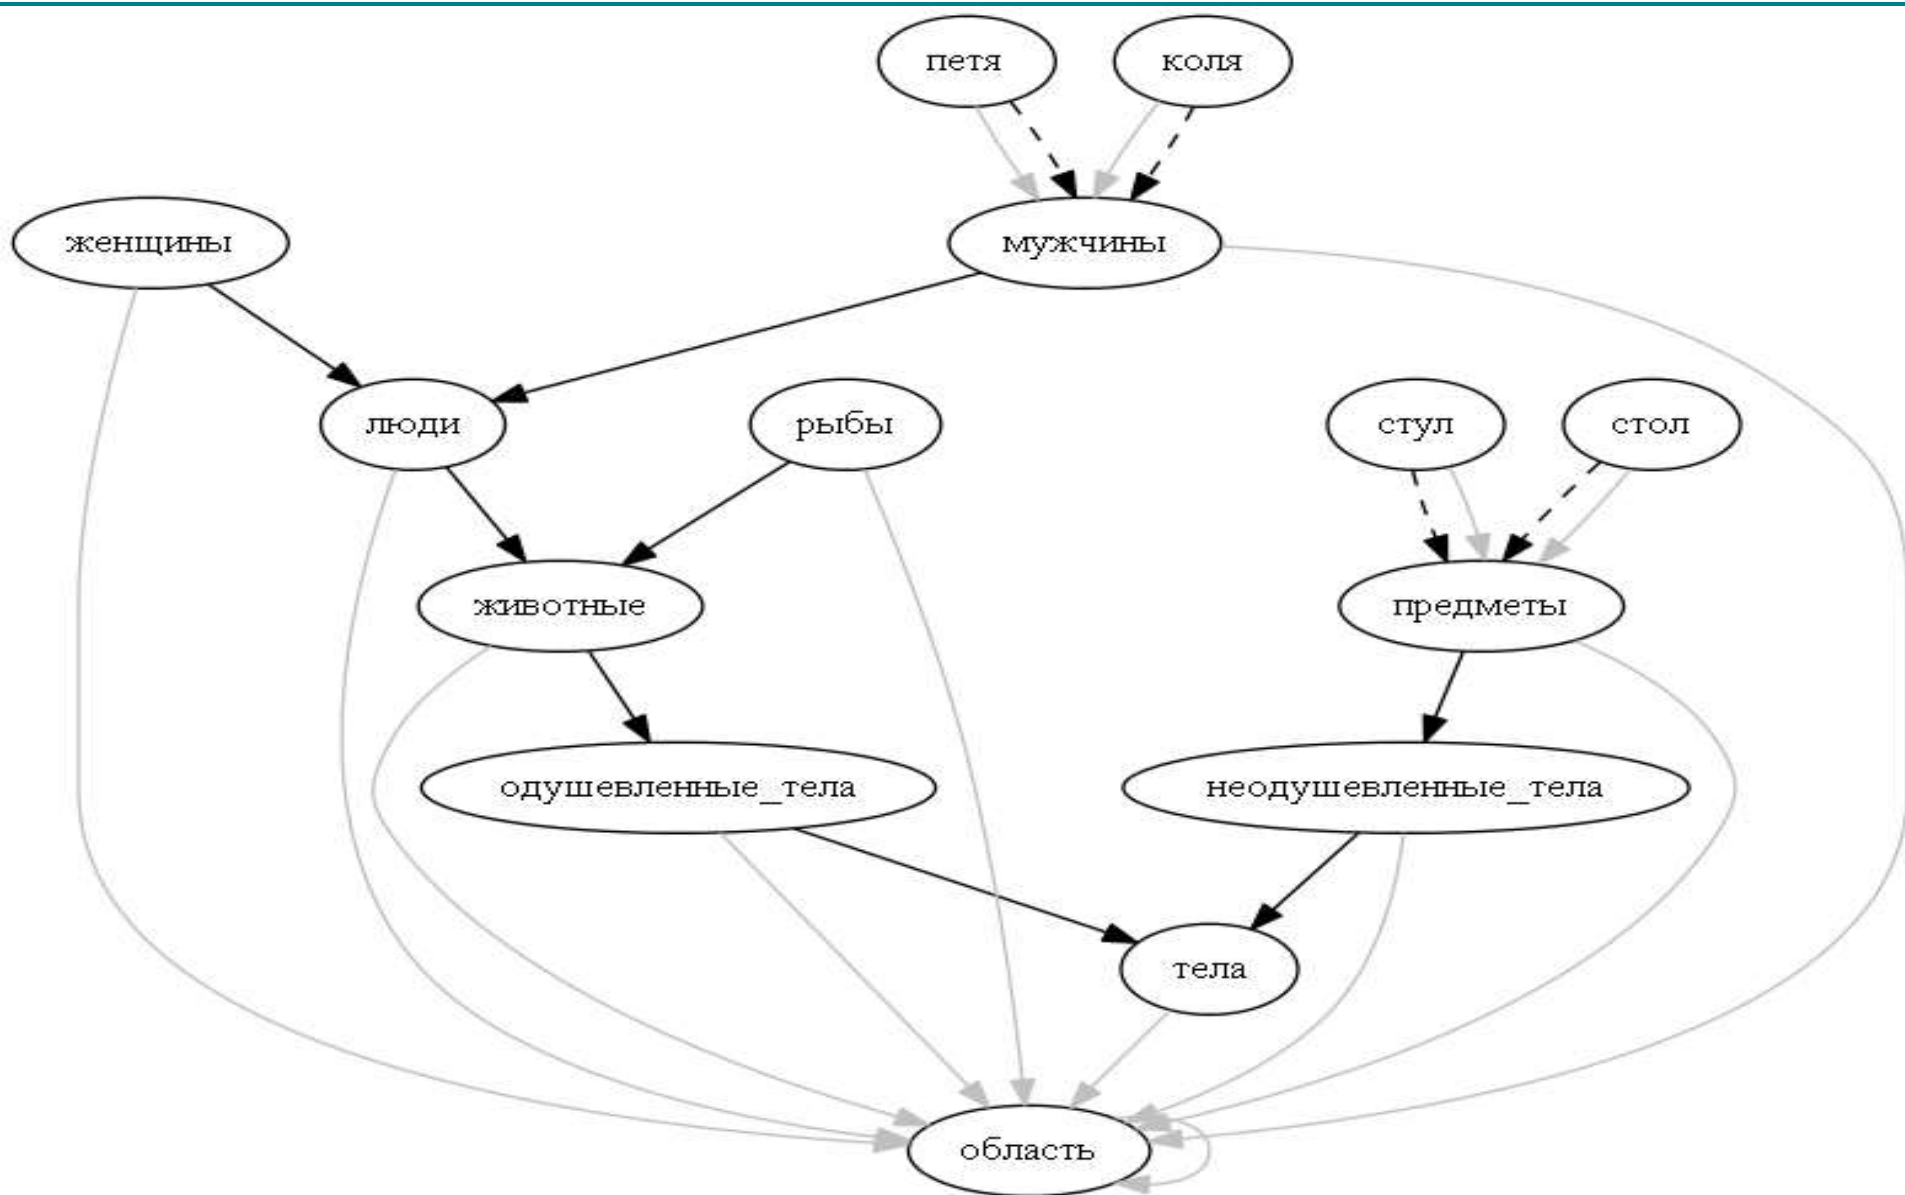 петя
коля
женщины
мужчины
люди
рыбы
стул
стол
животные
предметы
одушевленные_тела
неодушевленные_тела
тела
область